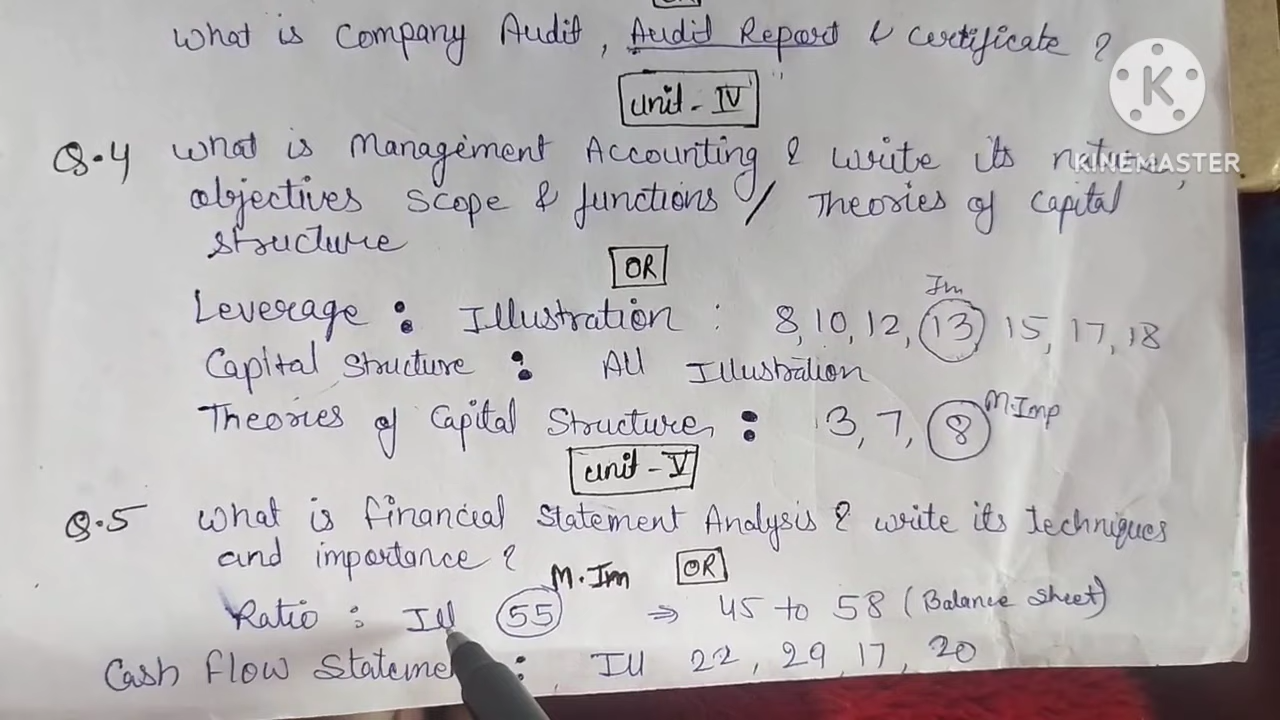 OR
What is Company Audit, Audit Report & certificate ?
Unit - IV
Q.4 What is Management Accounting ? write its nature,
objectives scope & functions / Theories of Capital
structure
OR
Im
Leverage : Illustration : 8, 10, 12, 13 15, 17, 18
Capital Structure : All Illustration
Theories of Capital Structure, : 3, 7, 8 M.Imp
Unit - V
Q.5 What is financial Statement Analysis ? write its techniques
and importance ?
M.Im OR
Ratio : Ill 55 ⇒ 45 to 58 (Balance sheet)
Cash flow Stateme : Ill 22, 29, 17, 20
K
KINEMASTER